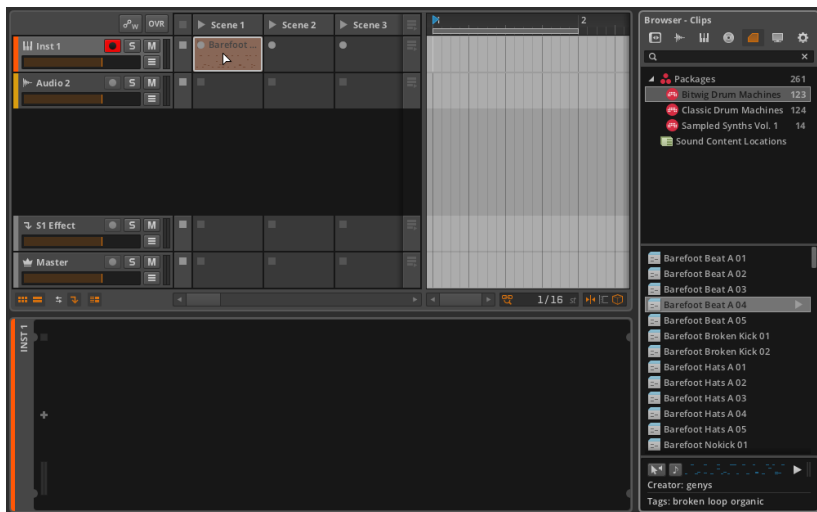 W OVR Scene 1 Scene 2 Scene 3
2
Inst 1 S M
Barefoot ...
Audio 2 S M
S1 Effect S M
Master S M
1/16 st
INST 1
Browser - Clips
Packages 261
Bitwig Drum Machines 123
Classic Drum Machines 124
Sampled Synths Vol. 1 14
Sound Content Locations
Barefoot Beat A 01
Barefoot Beat A 02
Barefoot Beat A 03
Barefoot Beat A 04
Barefoot Beat A 05
Barefoot Broken Kick 01
Barefoot Broken Kick 02
Barefoot Hats A 01
Barefoot Hats A 02
Barefoot Hats A 03
Barefoot Hats A 04
Barefoot Hats A 05
Barefoot Nokick 01
Creator: genys
Tags: broken loop organic